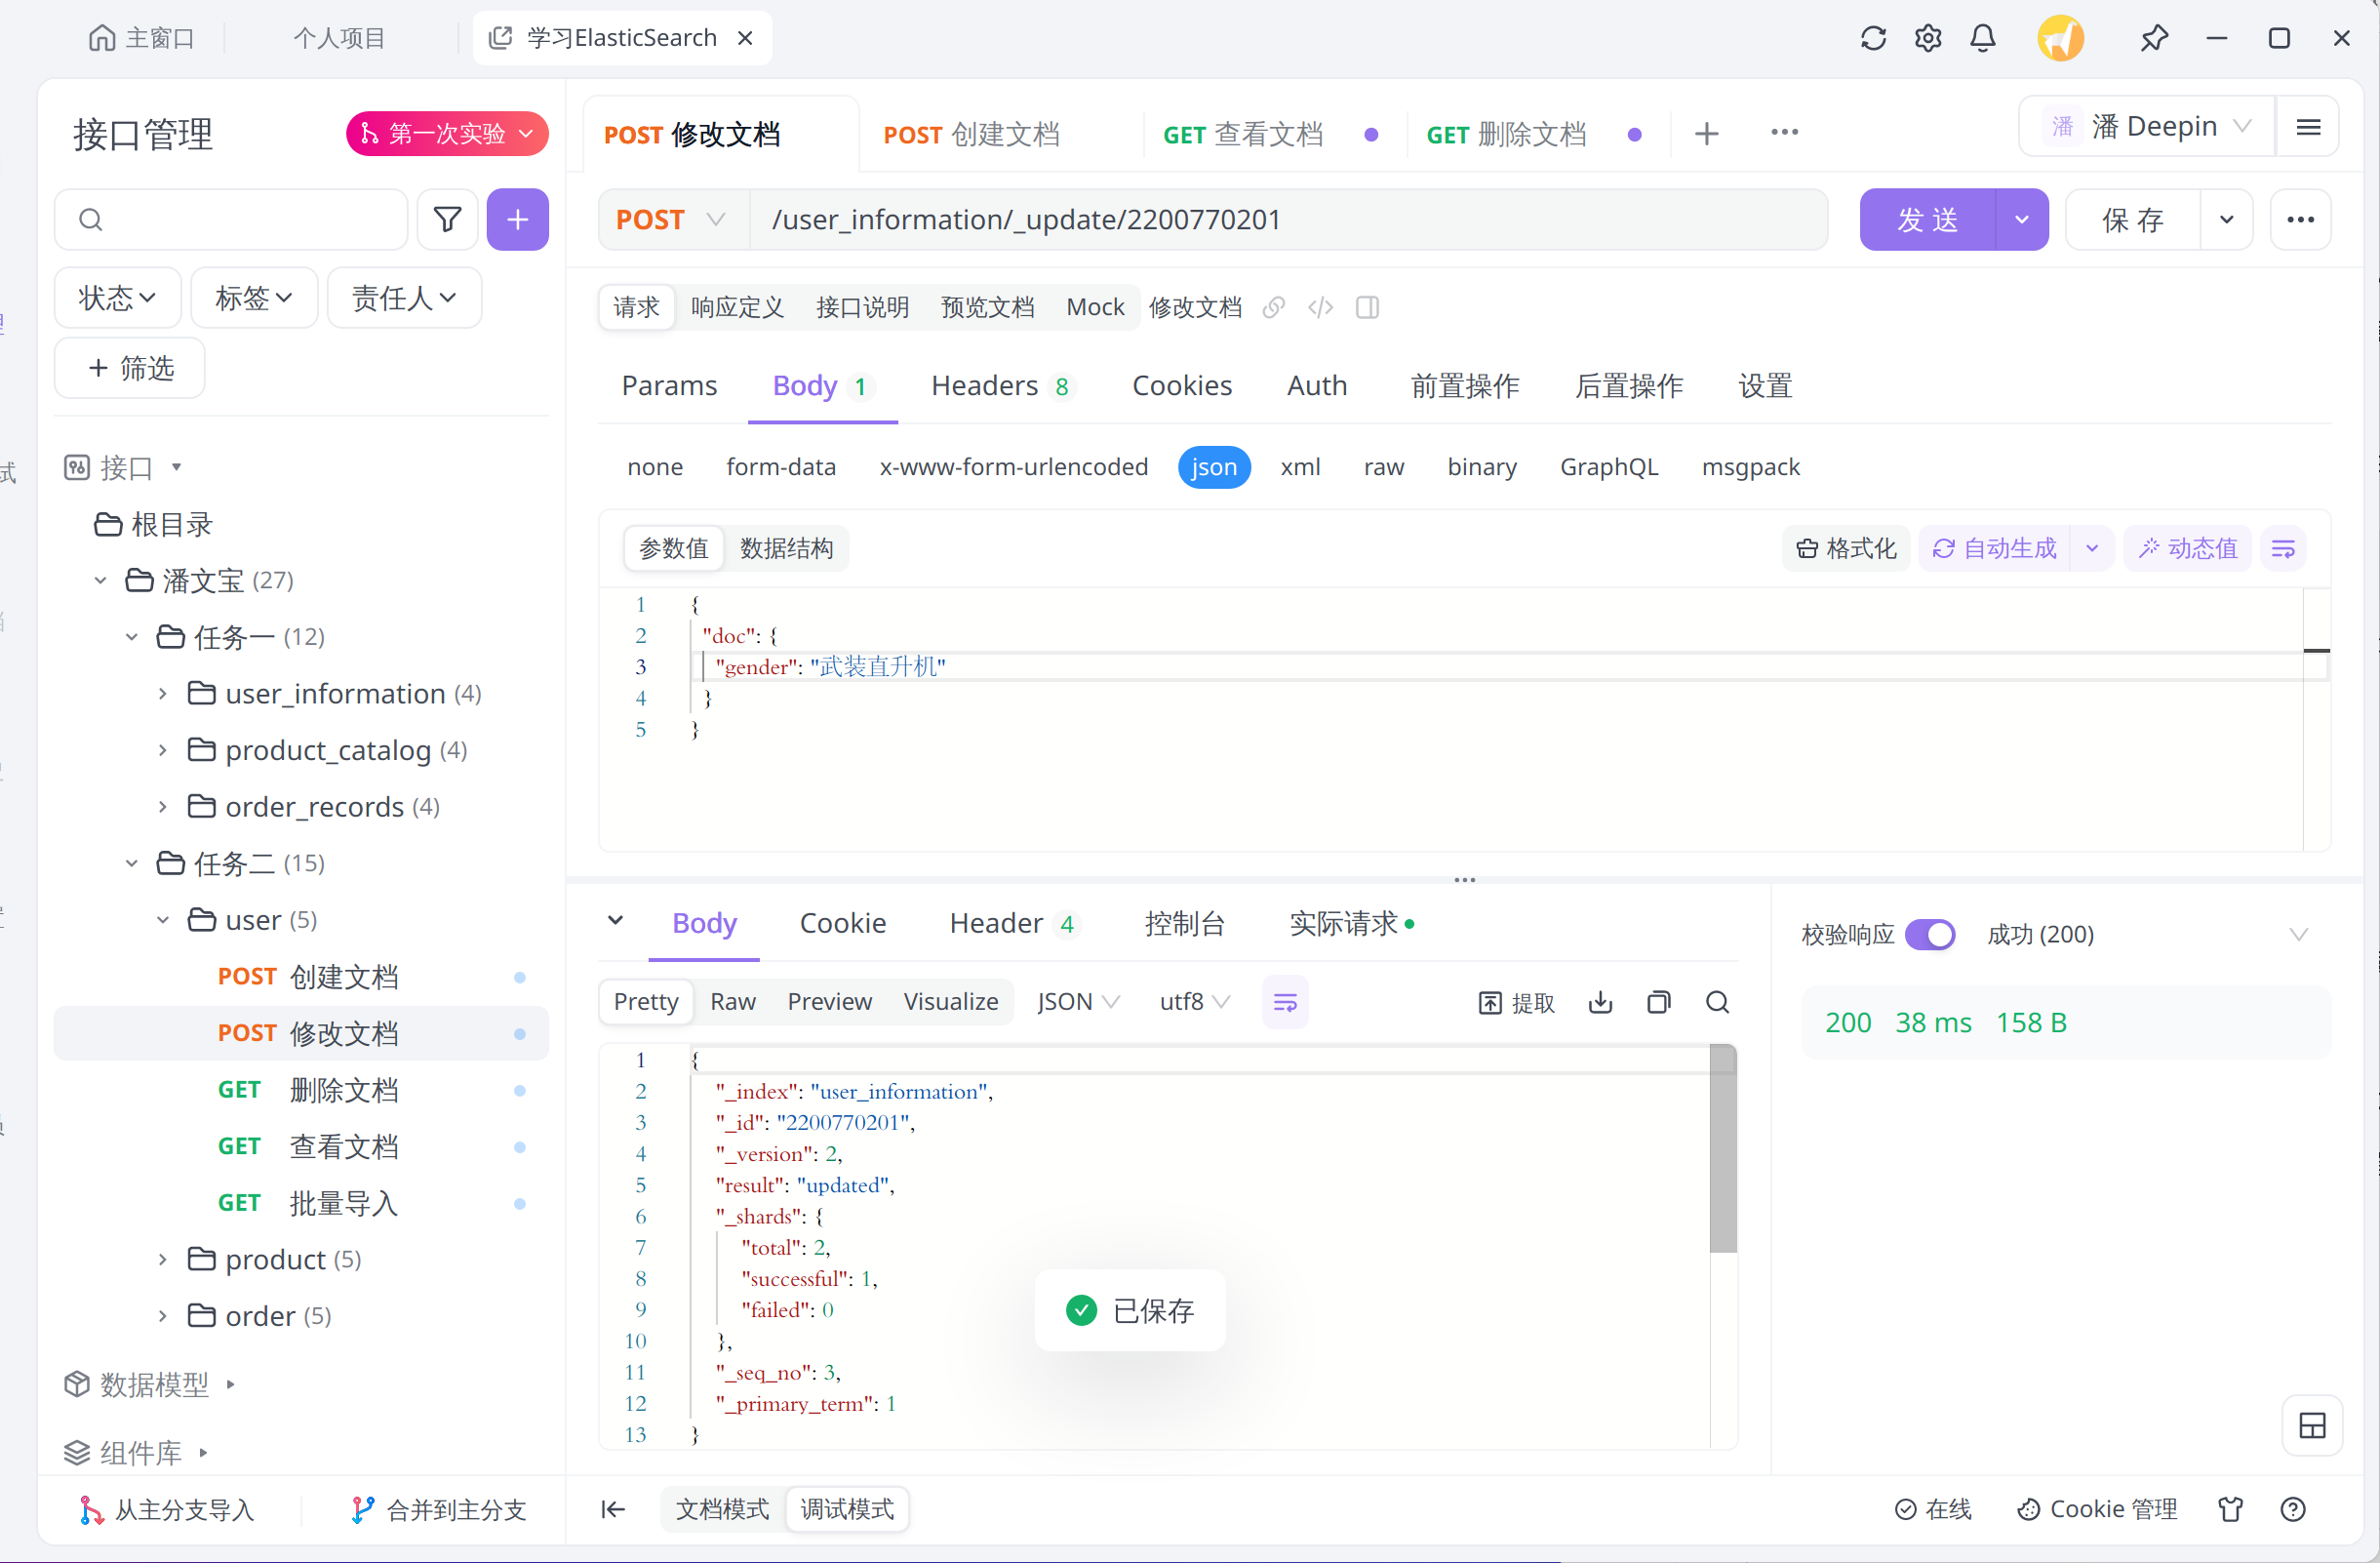 主窗口
个人项目
学习ElasticSearch
接口管理
第一次实验
状态
标签
责任人
筛选
接口
根目录
潘文宝 (27)
任务一 (12)
user_information (4)
product_catalog (4)
order_records (4)
任务二 (15)
user (5)
POST 创建文档
POST 修改文档
GET 删除文档
GET 查看文档
GET 批量导入
product (5)
order (5)
数据模型
组件库
从主分支导入
合并到主分支
POST 修改文档
POST 创建文档
GET 查看文档
GET 删除文档
潘 潘 Deepin
POST /user_information/_update/2200770201
发 送
保 存
请求 响应定义 接口说明 预览文档 Mock 修改文档
Params Body 1 Headers 8 Cookies Auth 前置操作 后置操作 设置
none form-data x-www-form-urlencoded json xml raw binary GraphQL msgpack
参数值 数据结构
格式化 自动生成 动态值
1 {
2 "doc": {
3 "gender": "武装直升机"
4 }
5 }
Body Cookie Header 4 控制台 实际请求
Pretty Raw Preview Visualize JSON utf8 提取
1 {
2 "_index": "user_information",
3 "_id": "2200770201",
4 "_version": 2,
5 "result": "updated",
6 "_shards": {
7 "total": 2,
8 "successful": 1,
9 "failed": 0
10 },
11 "_seq_no": 3,
12 "_primary_term": 1
13 }
已保存
校验响应 成功 (200)
200 38 ms 158 B
文档模式 调试模式
在线 Cookie 管理